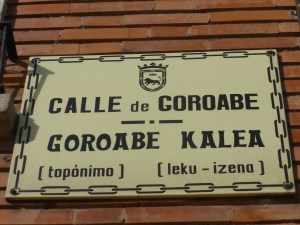 CALLE de GOROABE
GOROABE KALEA
(topónimo) (leku-izena)